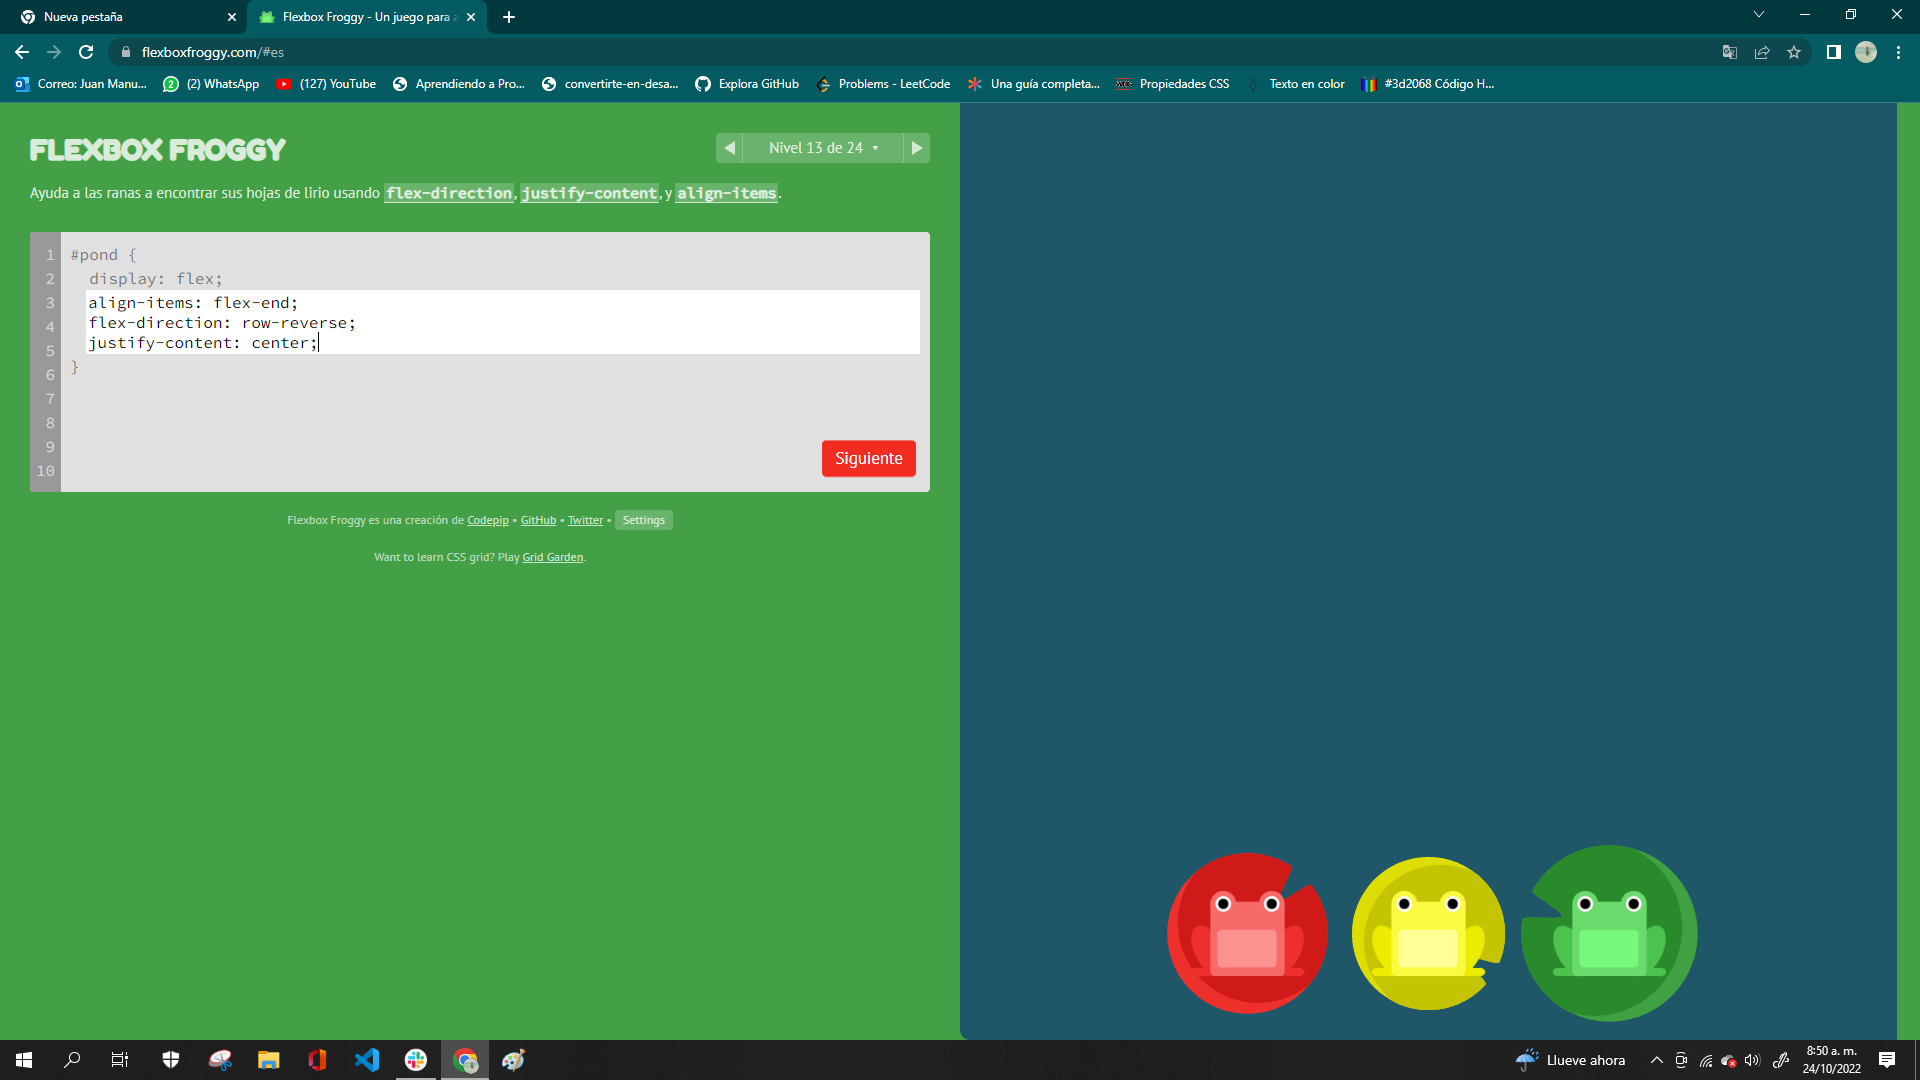 Nueva pestaña
Flexbox Froggy - Un juego para a
flexboxfroggy.com/#es
Correo: Juan Manu...
(2) WhatsApp
(127) YouTube
Aprendiendo a Pro...
convertirte-en-desa...
Explora GitHub
Problems - LeetCode
Una guía completa...
Propiedades CSS
Texto en color
#3d2068 Código H...
FLEXBOX FROGGY
Nivel 13 de 24
Ayuda a las ranas a encontrar sus hojas de lirio usando flex-direction, justify-content, y align-items.
1 #pond {
2 display: flex;
3 align-items: flex-end;
4 flex-direction: row-reverse;
5 justify-content: center;
6 }
7
8
9
10
Siguiente
Flexbox Froggy es una creación de Codepip • GitHub • Twitter • Settings
Want to learn CSS grid? Play Grid Garden.
Llueve ahora
8:50 a. m.
24/10/2022